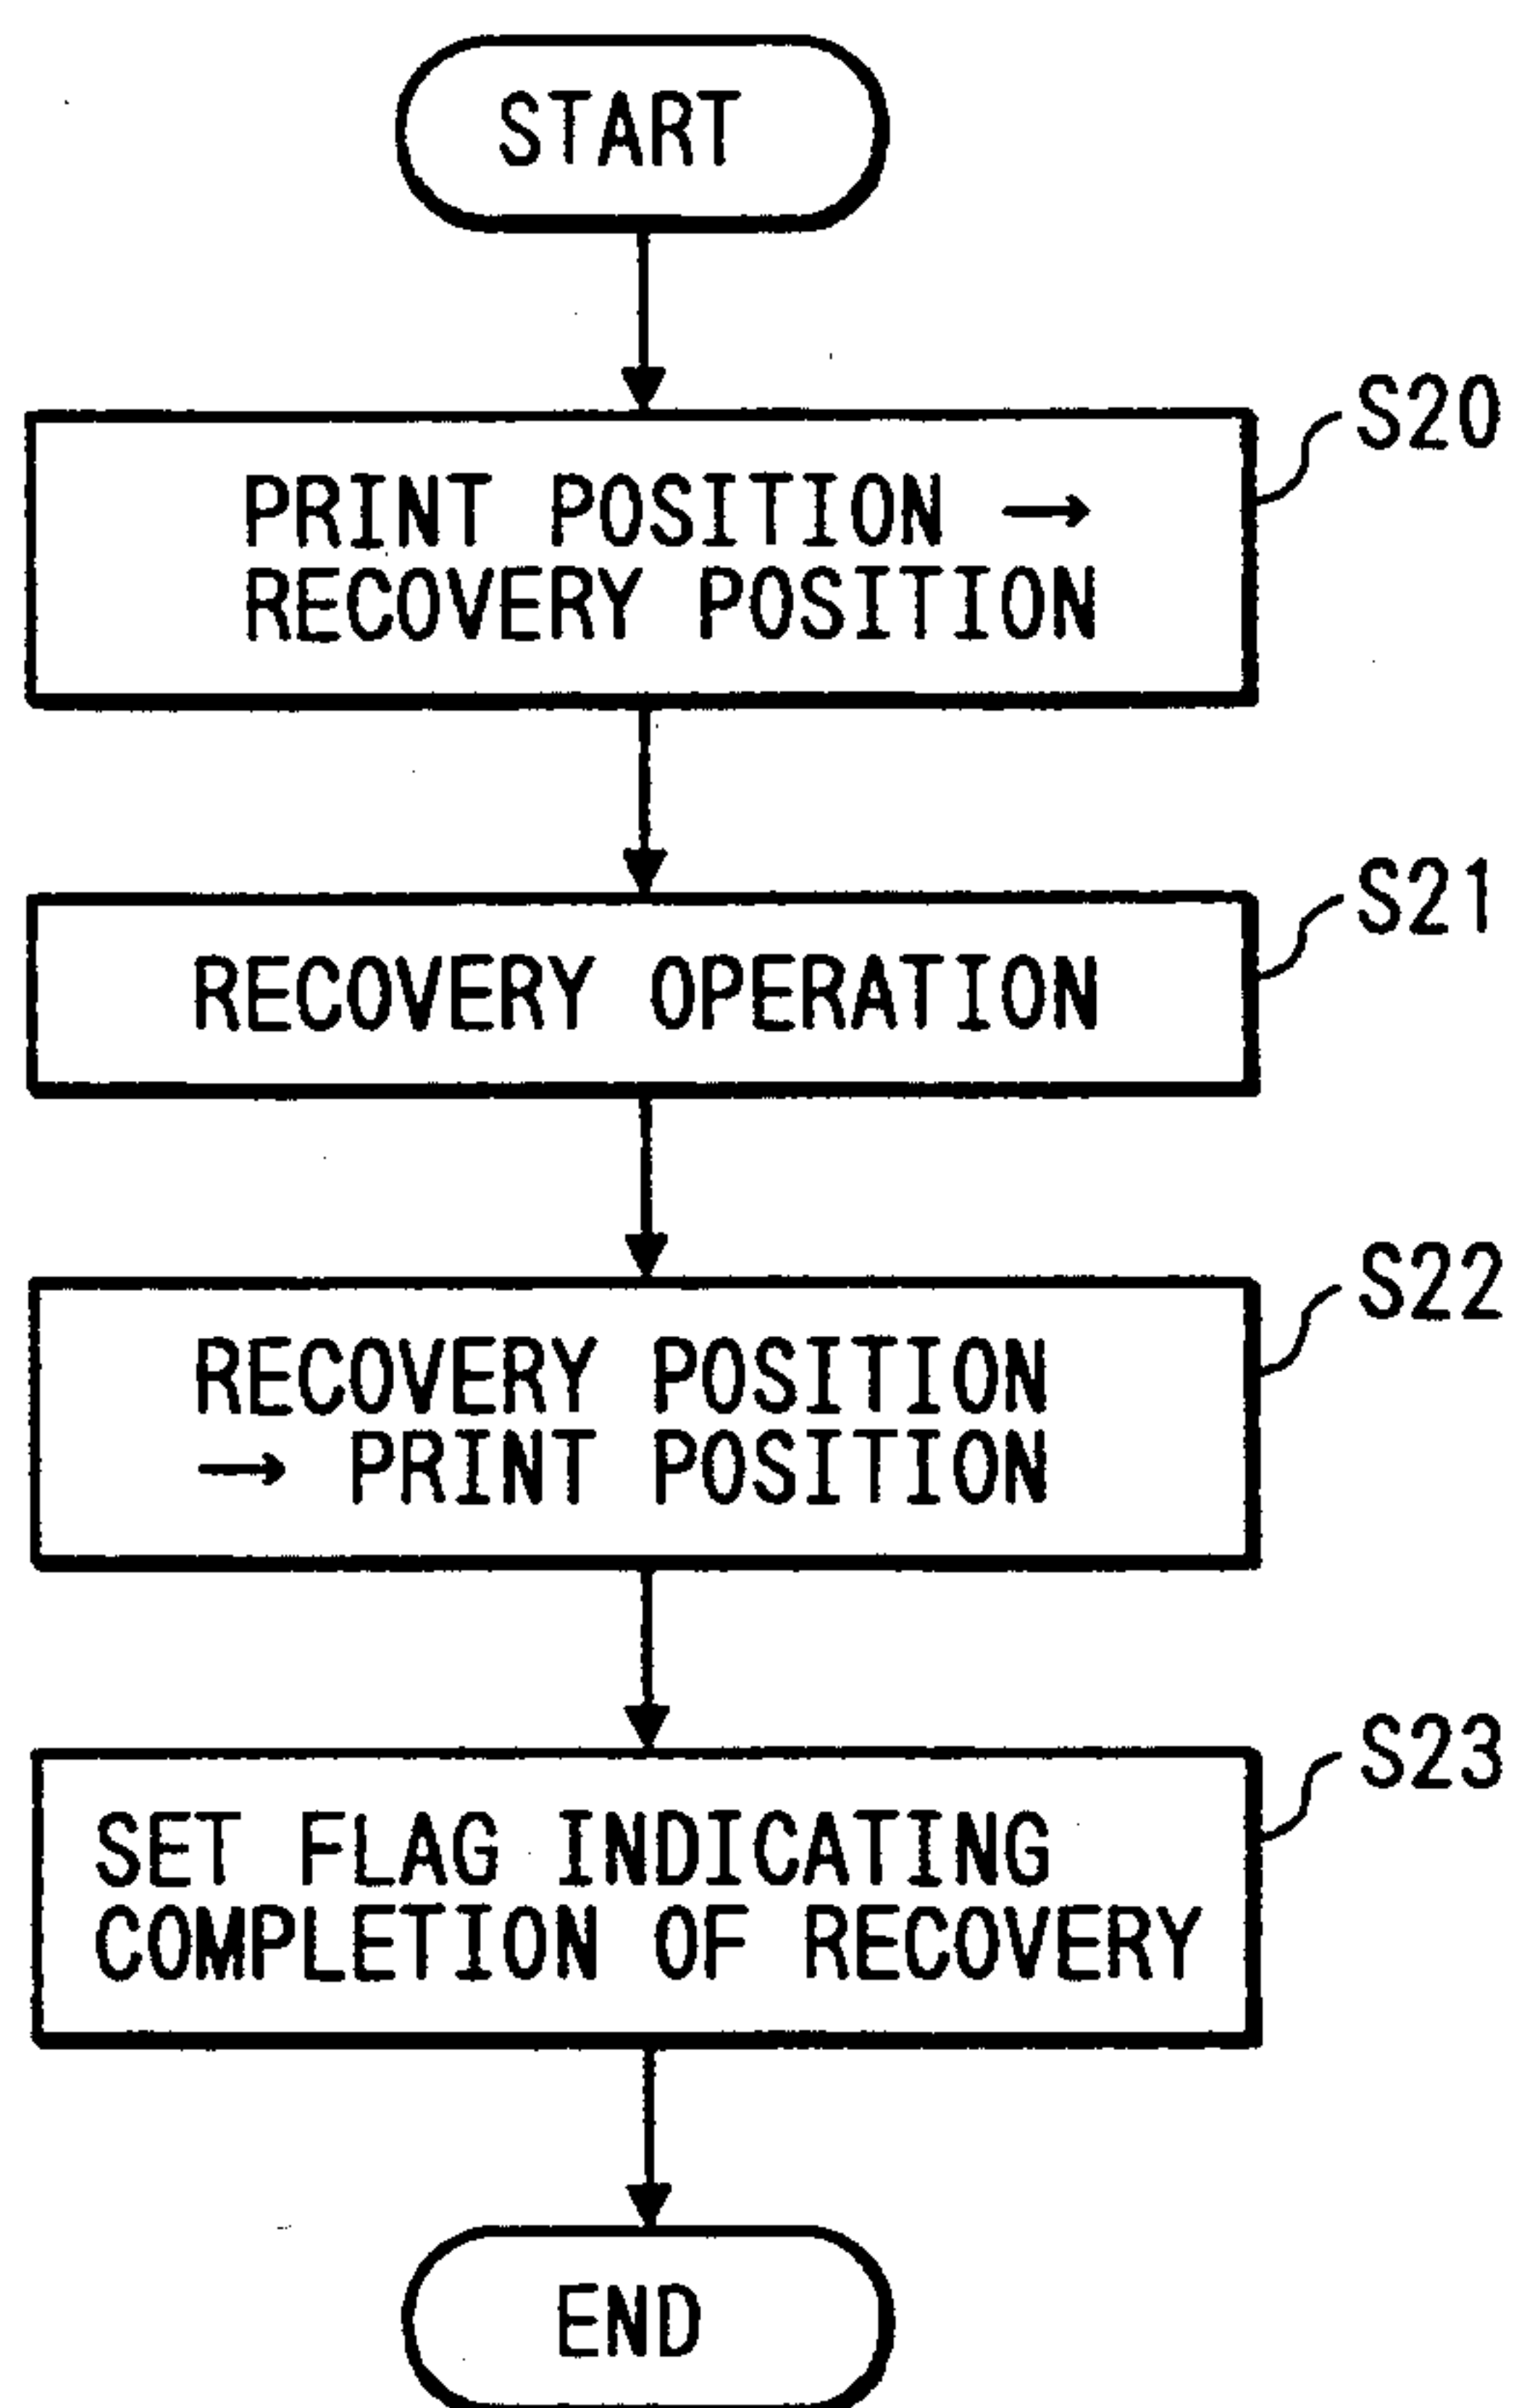 START
S20
PRINT POSITION →
RECOVERY POSITION
S21
RECOVERY OPERATION
S22
RECOVERY POSITION
→ PRINT POSITION
S23
SET FLAG INDICATING
COMPLETION OF RECOVERY
END